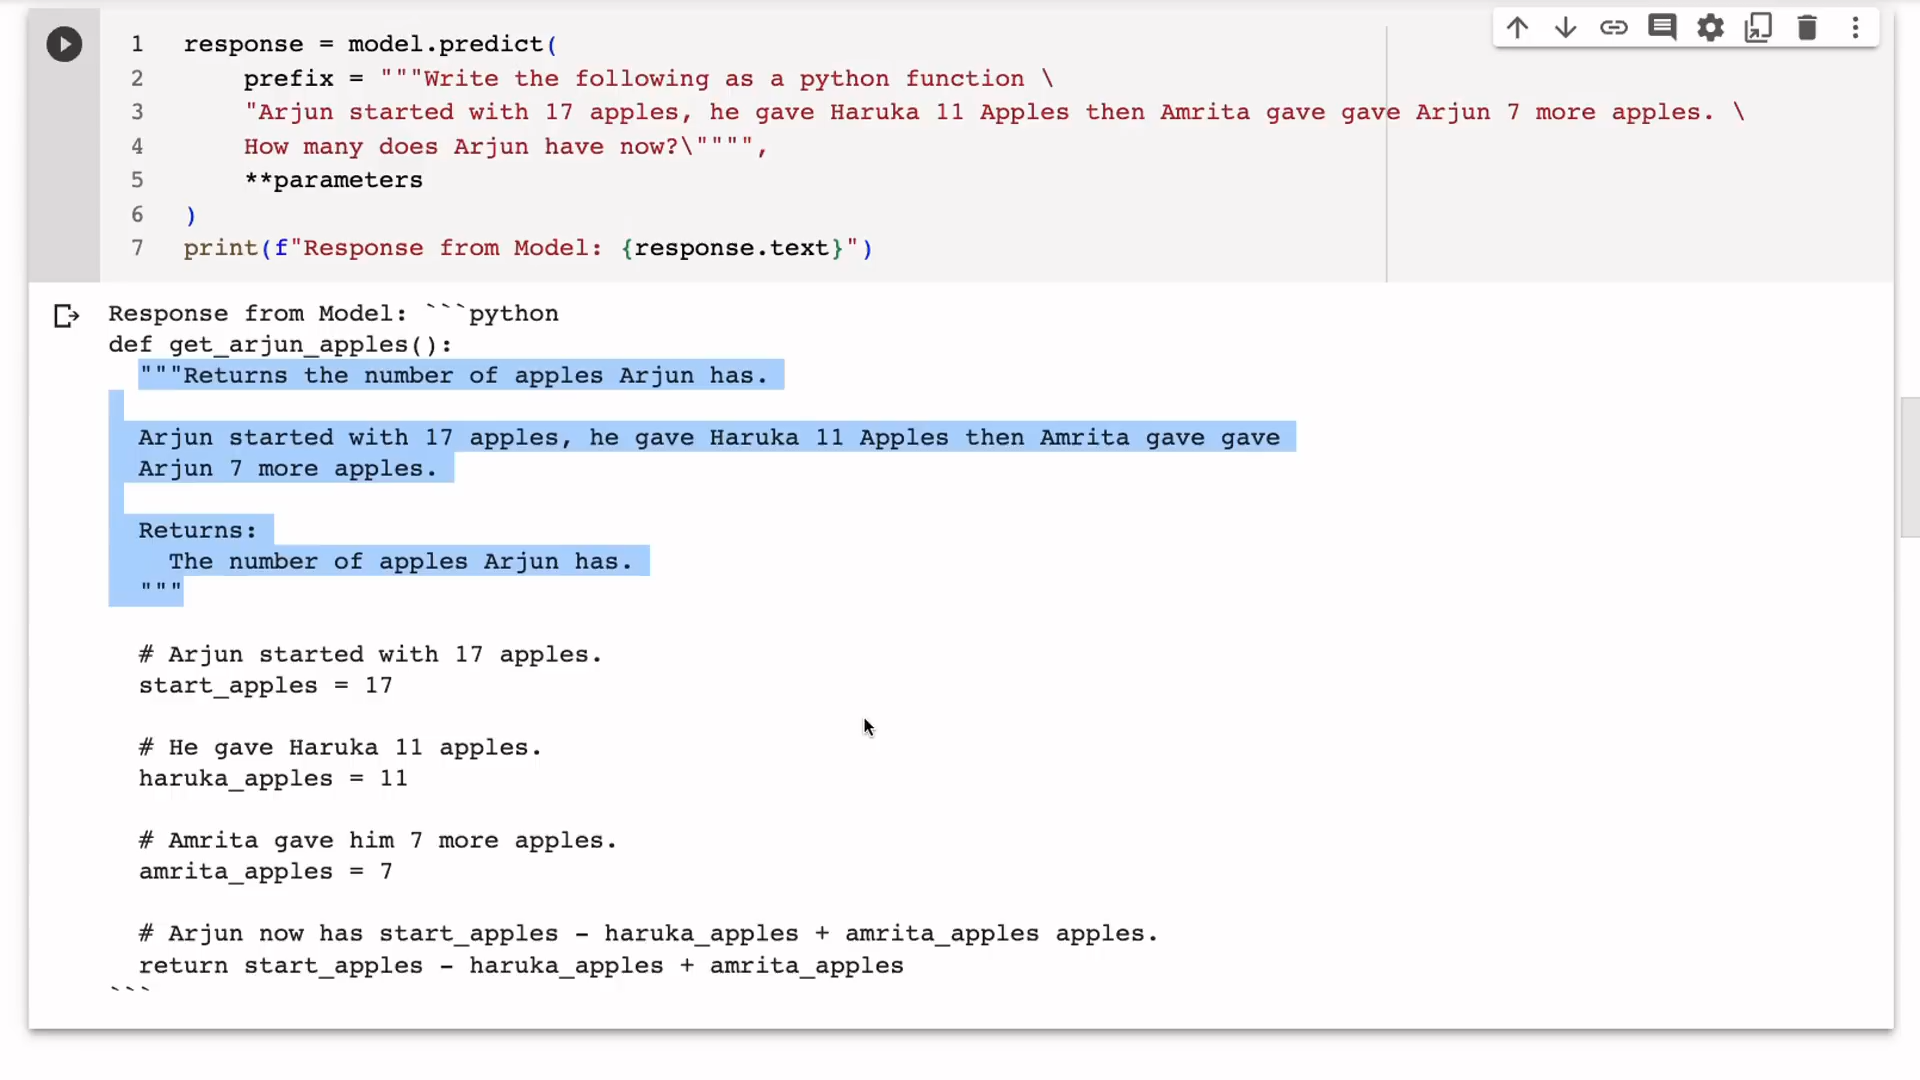 1 response = model.predict(
2 prefix = """Write the following as a python function \
3 "Arjun started with 17 apples, he gave Haruka 11 Apples then Amrita gave gave Arjun 7 more apples. \
4 How many does Arjun have now?\"""",
5 **parameters
6 )
7 print(f"Response from Model: {response.text}")
Response from Model: ```python
def get_arjun_apples():
"""Returns the number of apples Arjun has.
Arjun started with 17 apples, he gave Haruka 11 Apples then Amrita gave gave
Arjun 7 more apples.
Returns:
The number of apples Arjun has.
"""
# Arjun started with 17 apples.
start_apples = 17
# He gave Haruka 11 apples.
haruka_apples = 11
# Amrita gave him 7 more apples.
amrita_apples = 7
# Arjun now has start_apples - haruka_apples + amrita_apples apples.
return start_apples - haruka_apples + amrita_apples
```